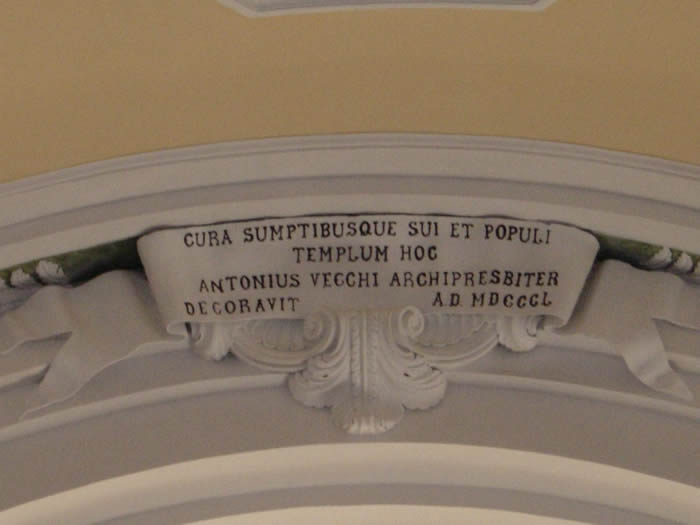 CURA SUMPTIBUSQUE SUI ET POPULI
TEMPLUM HOC
ANTONIUS VECCHI ARCHIPRESBITER
DECORAVIT A.D. MDCCCL